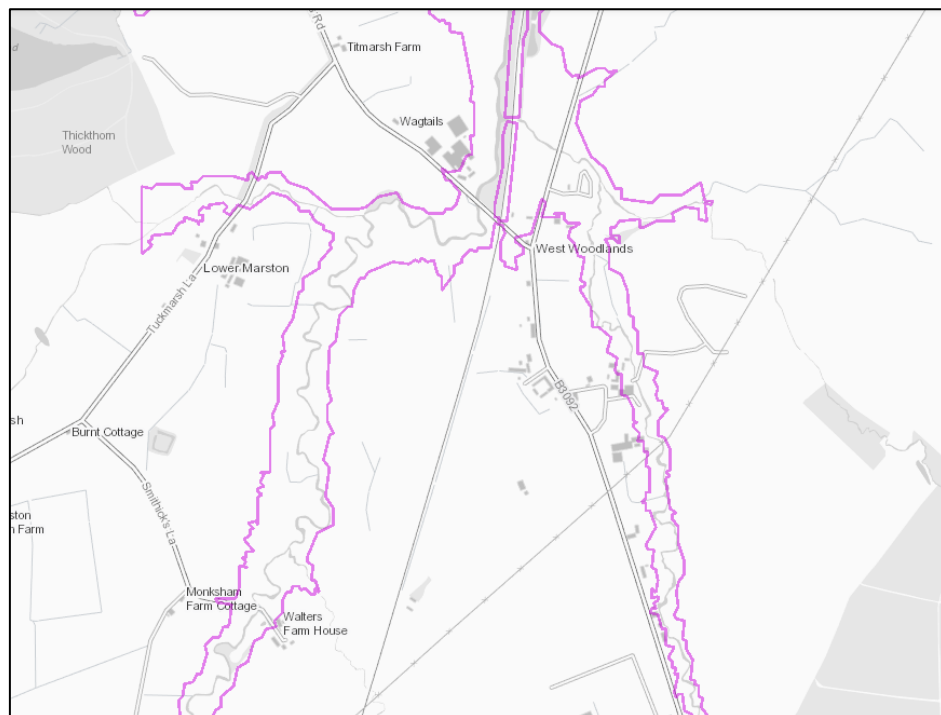 Rd
Titmarsh Farm
Wagtails
Thickthorn
Wood
West Woodlands
Lower Marston
Tuckmarsh La
B3092
sh
Burnt Cottage
Smithick's La
ston
n Farm
Monksham
Farm Cottage
Walters
Farm House